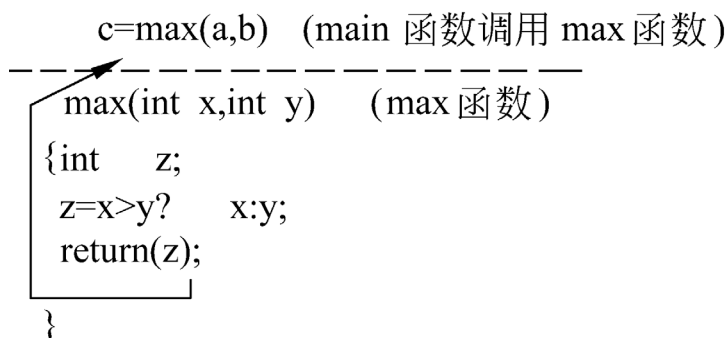 c=max(a,b) (main 函数调用 max 函数)
max(int x,int y) (max 函数)
{int z;
z=x>y? x:y;
return(z);
}